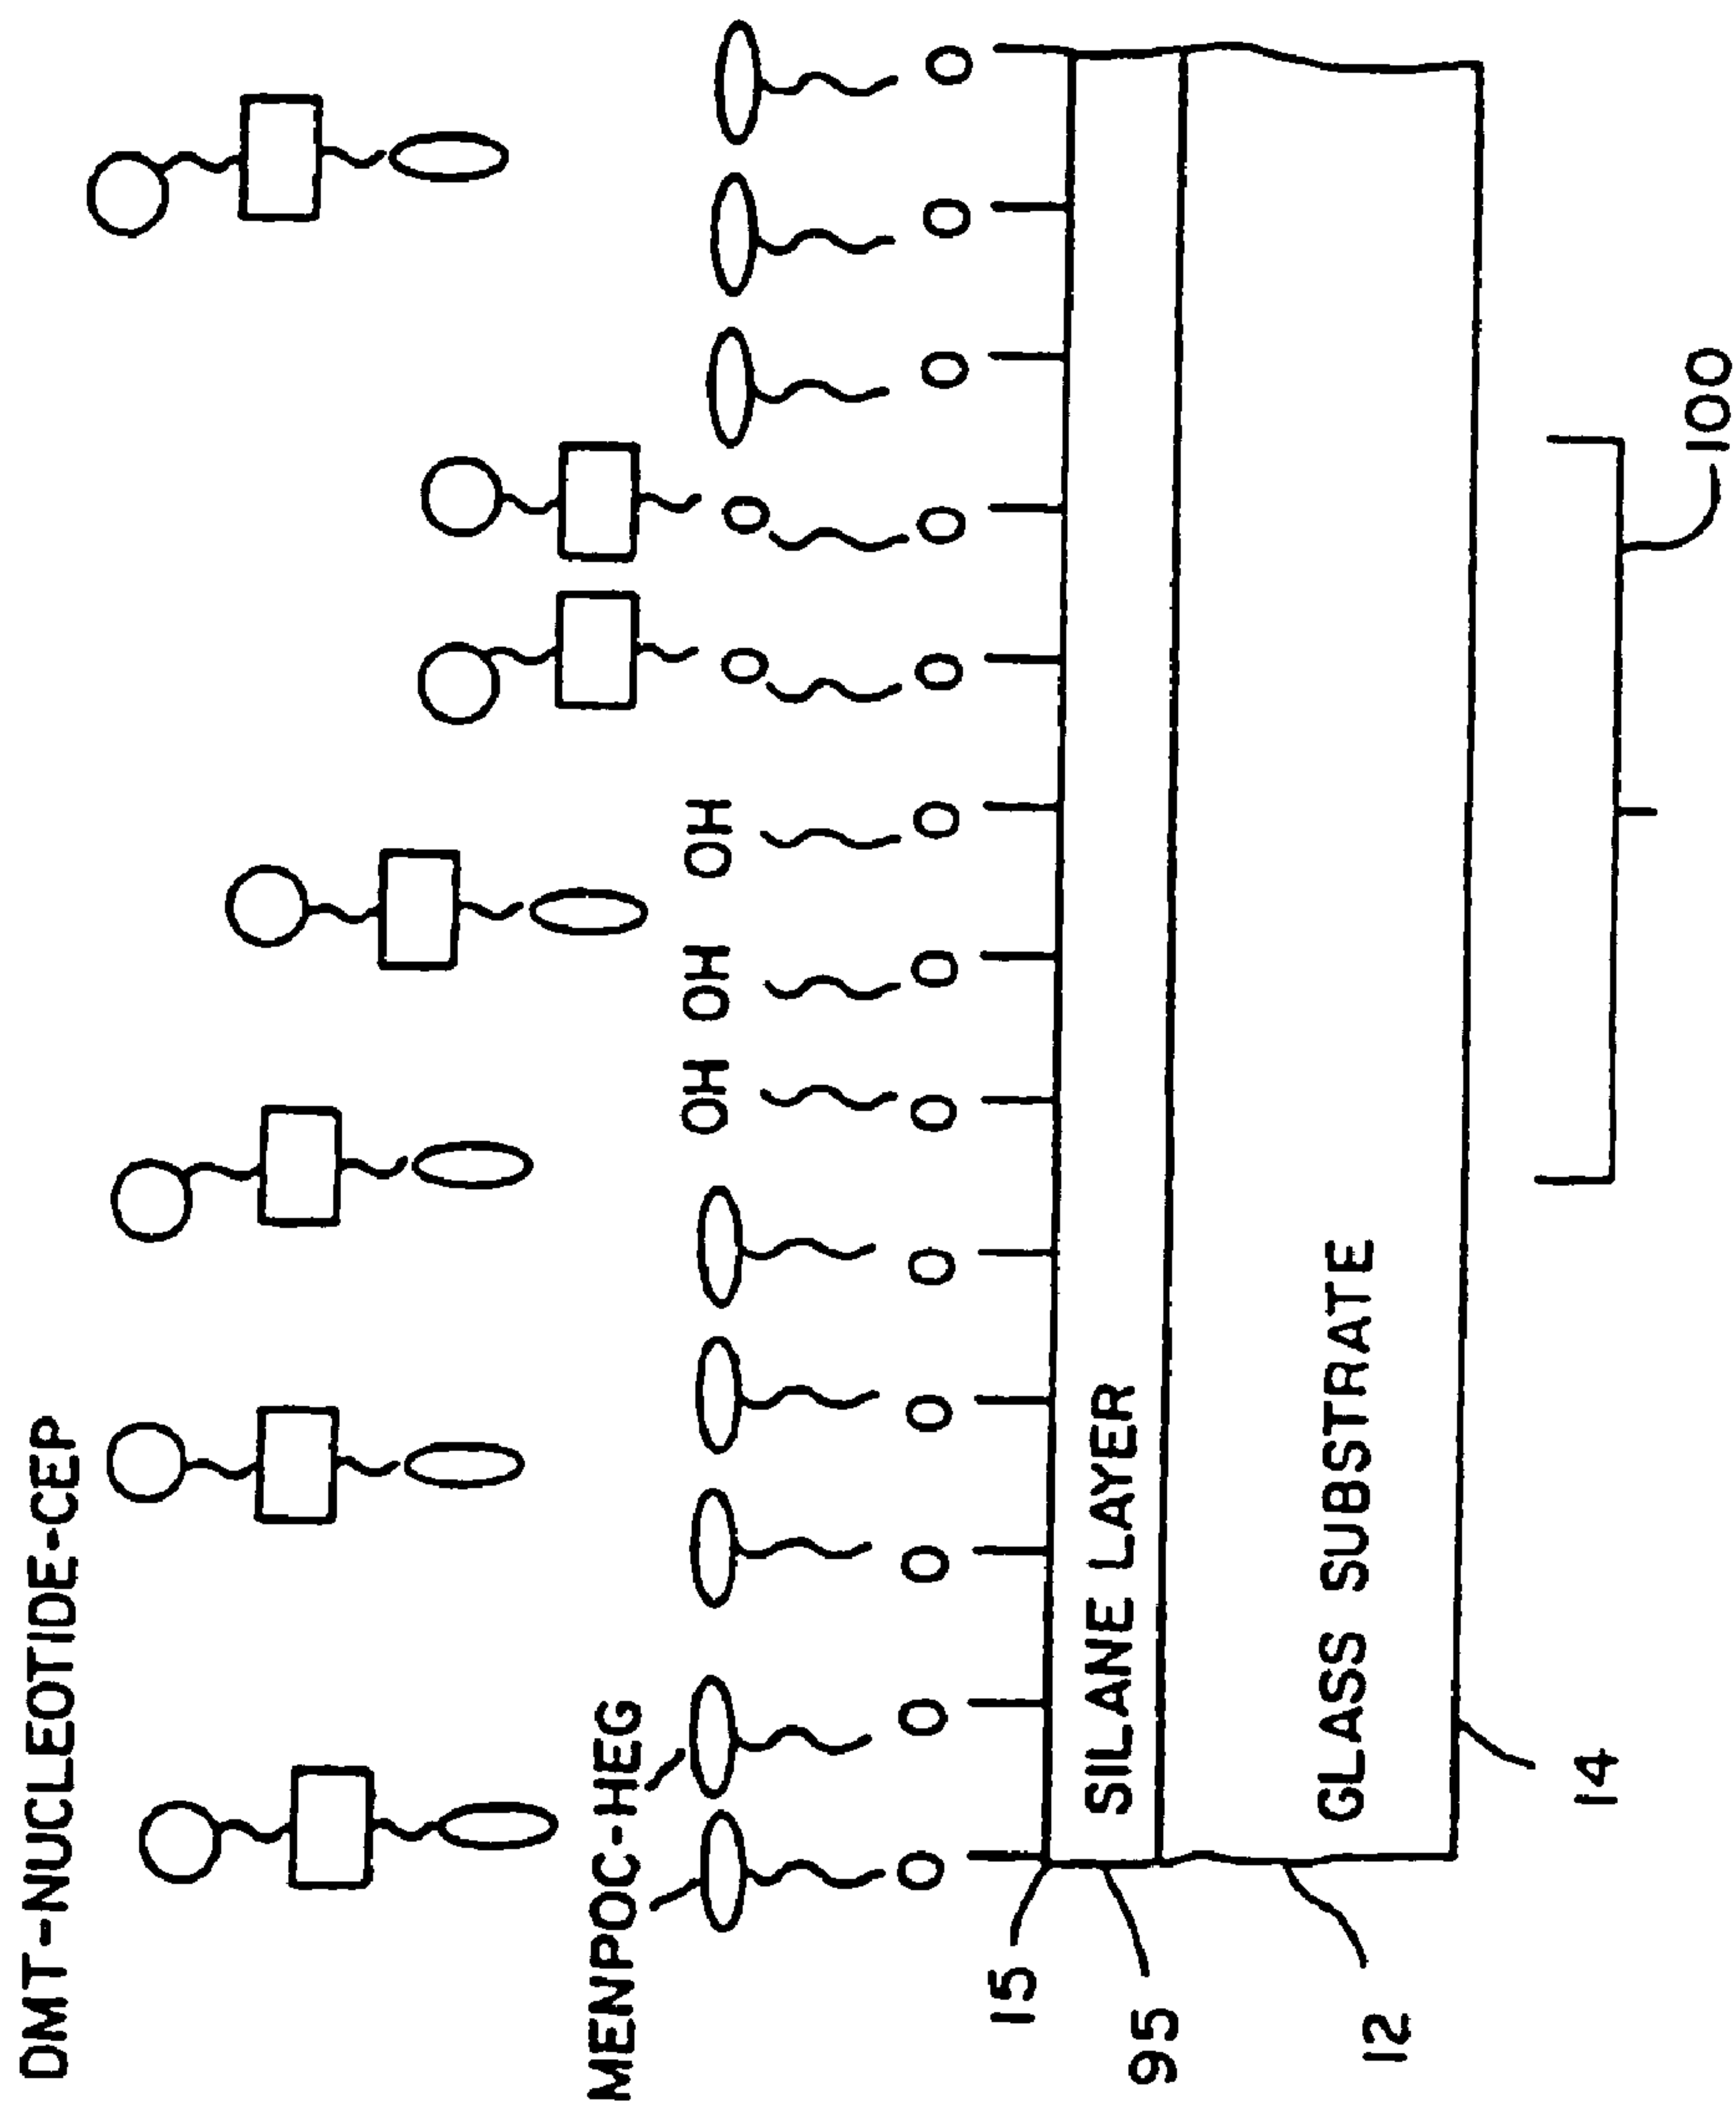 DMT-NUCLEOTIDE-CEP
MENPOC-HEG
OH OH OH
O O
O O O O O O O O O O O O O
15
SILANE LAYER
95
GLASS SUBSTRATE
12
14
100